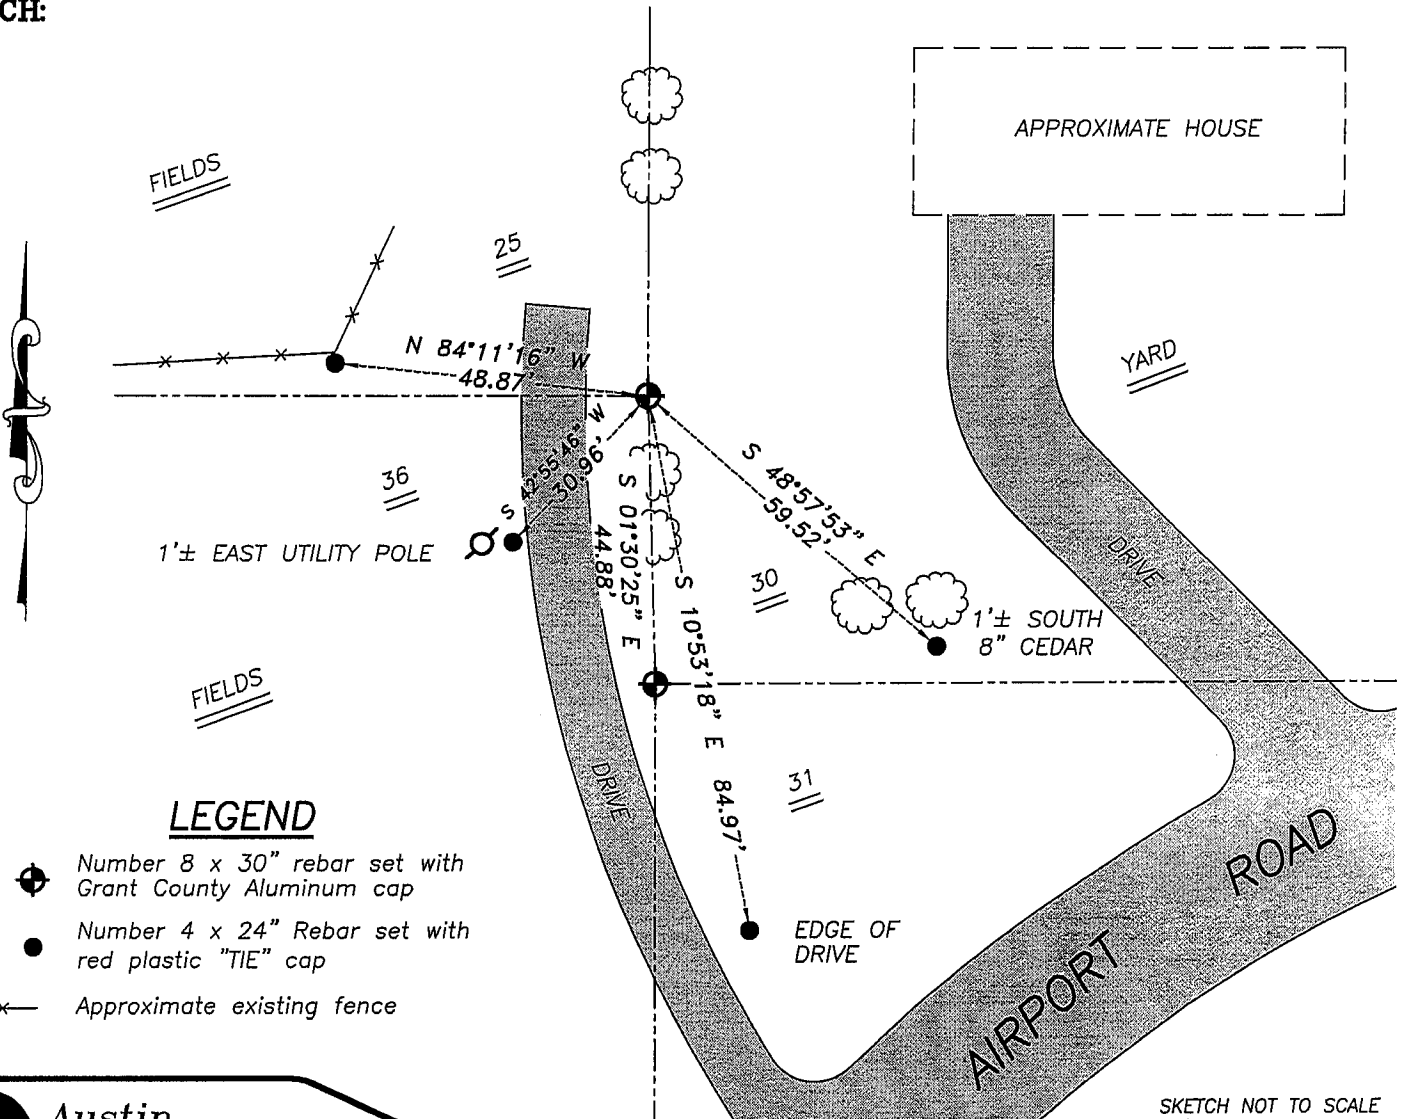 CH:
APPROXIMATE HOUSE
FIELDS
25
N 84°11'16" W
48.87'
YARD
S 42°55'46" W
30.96'
S 48°57'53" E
59.52'
36
S 01°30'25" E
44.88'
1'± EAST UTILITY POLE
DRIVE
30
S 10°53'18" E 84.97'
1'± SOUTH
8" CEDAR
FIELDS
DRIVE
31
LEGEND
Number 8 x 30" rebar set with
Grant County Aluminum cap
Number 4 x 24" Rebar set with
red plastic "TIE" cap
Approximate existing fence
EDGE OF
DRIVE
AIRPORT ROAD
SKETCH NOT TO SCALE
Austin